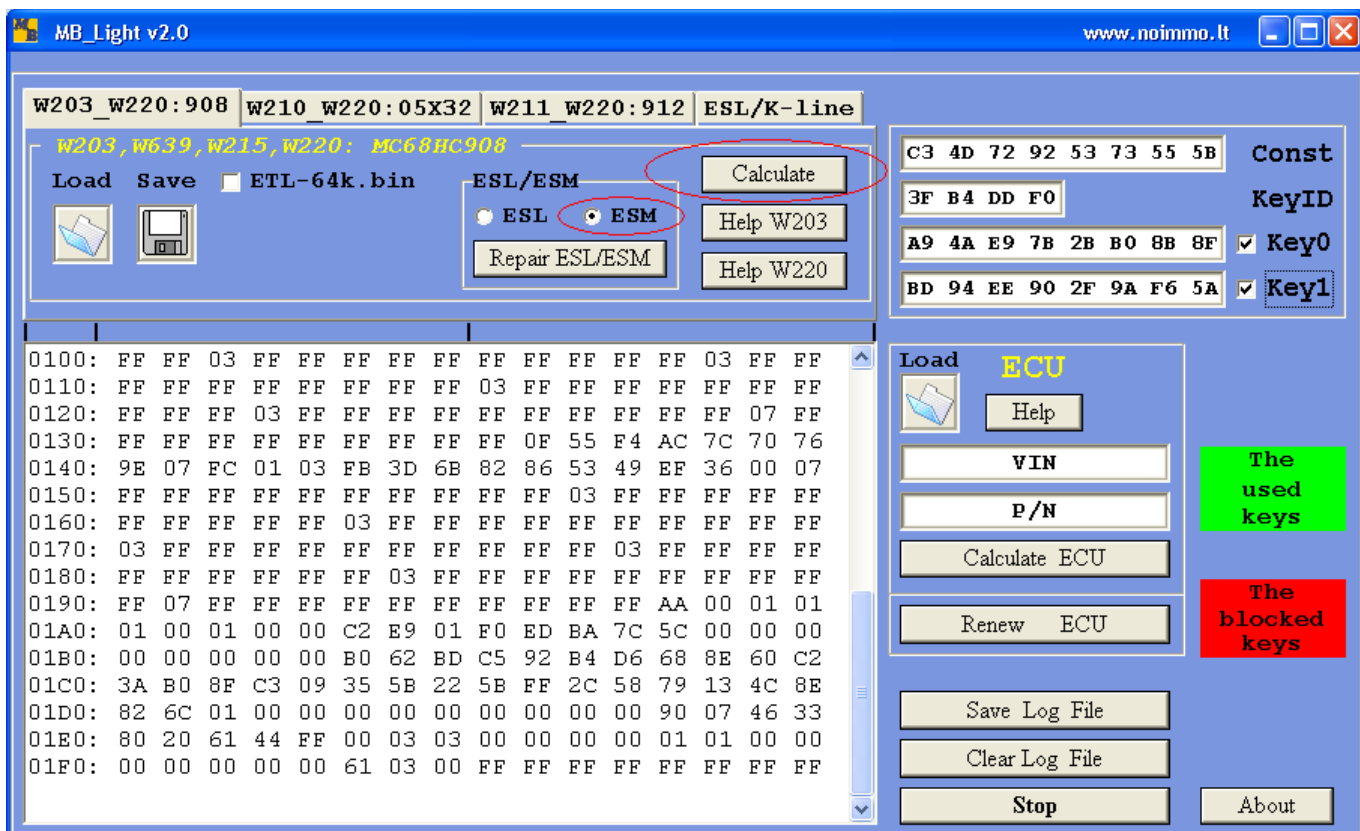 MB_Light v2.0 www.noimmo.lt
W203_W220:908 W210_W220:05X32 W211_W220:912 ESL/K-line
W203,W639,W215,W220: MC68HC908
Load Save ETL-64k.bin
ESL/ESM
ESL ESM
Repair ESL/ESM
Calculate
Help W203
Help W220
C3 4D 72 92 53 73 55 5B Const
3F B4 DD F0 KeyID
A9 4A E9 7B 2B B0 8B 8F Key0
BD 94 EE 90 2F 9A F6 5A Key1
0100: FF FF 03 FF FF FF FF FF FF FF FF FF FF 03 FF FF
0110: FF FF FF FF FF FF FF FF 03 FF FF FF FF FF FF FF
0120: FF FF FF 03 FF FF FF FF FF FF FF FF FF FF 07 FF
0130: FF FF FF FF FF FF FF FF FF 0F 55 F4 AC 7C 70 76
0140: 9E 07 FC 01 03 FB 3D 6B 82 86 53 49 EF 36 00 07
0150: FF FF FF FF FF FF FF FF FF FF 03 FF FF FF FF FF
0160: FF FF FF FF FF 03 FF FF FF FF FF FF FF FF FF FF
0170: 03 FF FF FF FF FF FF FF FF FF FF 03 FF FF FF FF
0180: FF FF FF FF FF FF 03 FF FF FF FF FF FF FF FF FF
0190: FF 07 FF FF FF FF FF FF FF FF FF FF AA 00 01 01
01A0: 01 00 01 00 00 C2 E9 01 F0 ED BA 7C 5C 00 00 00
01B0: 00 00 00 00 00 B0 62 BD C5 92 B4 D6 68 8E 60 C2
01C0: 3A B0 8F C3 09 35 5B 22 5B FF 2C 58 79 13 4C 8E
01D0: 82 6C 01 00 00 00 00 00 00 00 00 00 90 07 46 33
01E0: 80 20 61 44 FF 00 03 03 00 00 00 00 01 01 00 00
01F0: 00 00 00 00 00 61 03 00 FF FF FF FF FF FF FF FF
Load ECU
Help
VIN
P/N
Calculate ECU
Renew ECU
The
used
keys
The
blocked
keys
Save Log File
Clear Log File
Stop
About